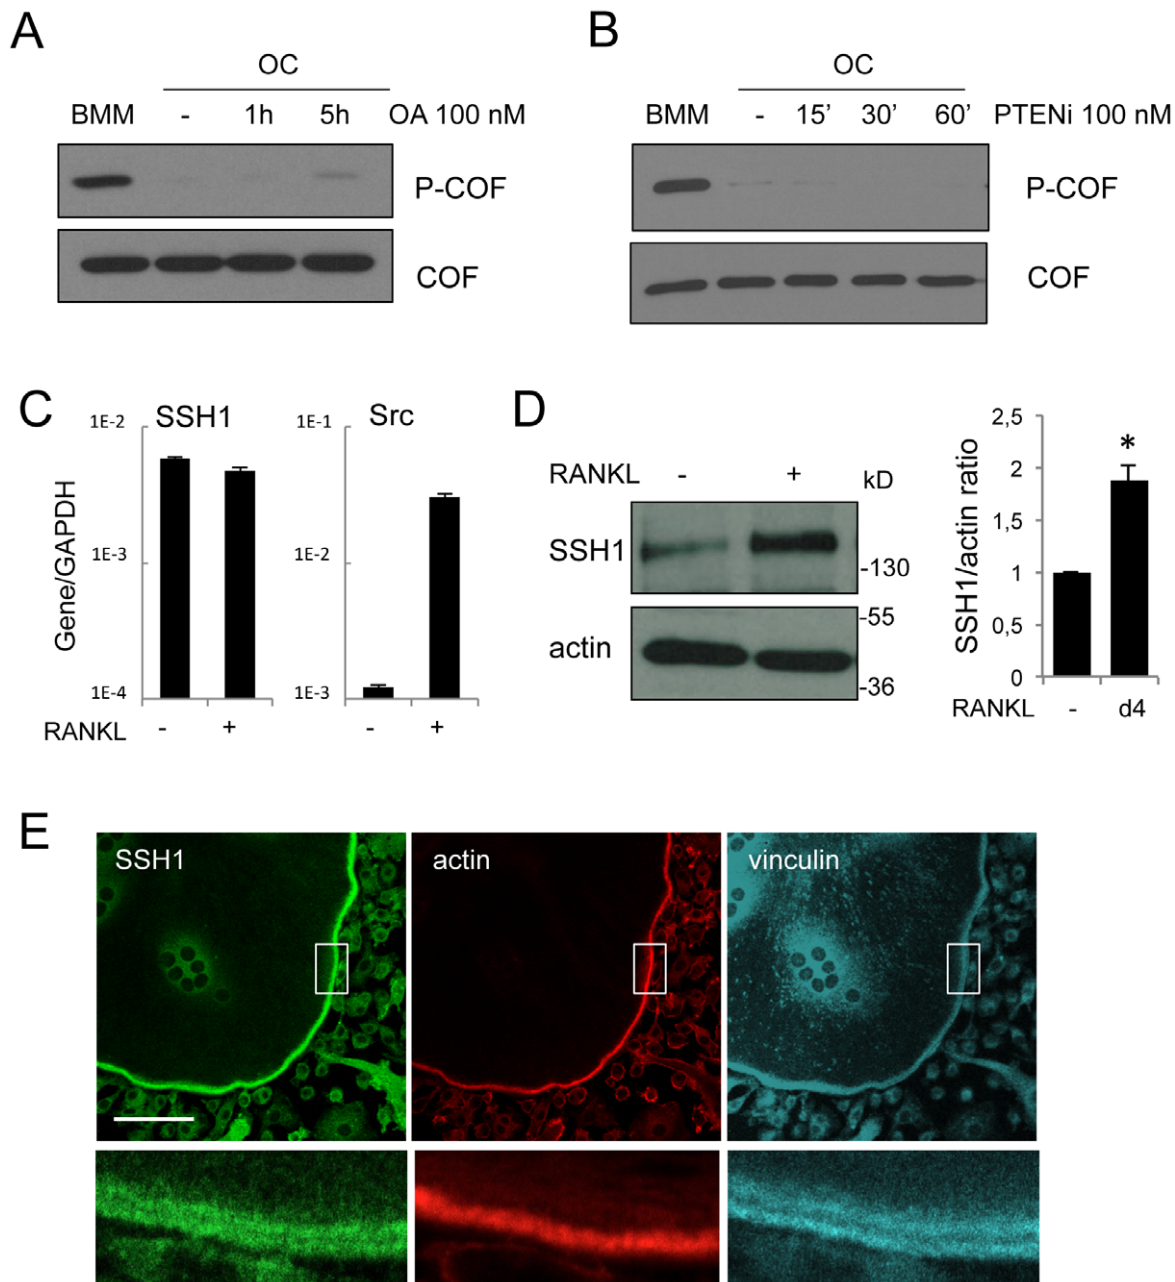 A
OC
BMM - 1h 5h OA 100 nM
P-COF
COF
B
OC
BMM - 15’ 30’ 60’ PTENi 100 nM
P-COF
COF
C
SSH1
Gene/GAPDH
1E-2
1E-3
1E-4
Src
1E-1
1E-2
1E-3
RANKL - + - +
D
RANKL - + kD
SSH1
-130
actin
-55
-36
SSH1/actin ratio
2,5
2
1,5
1
0,5
0
*
RANKL - d4
E
SSH1 actin vinculin